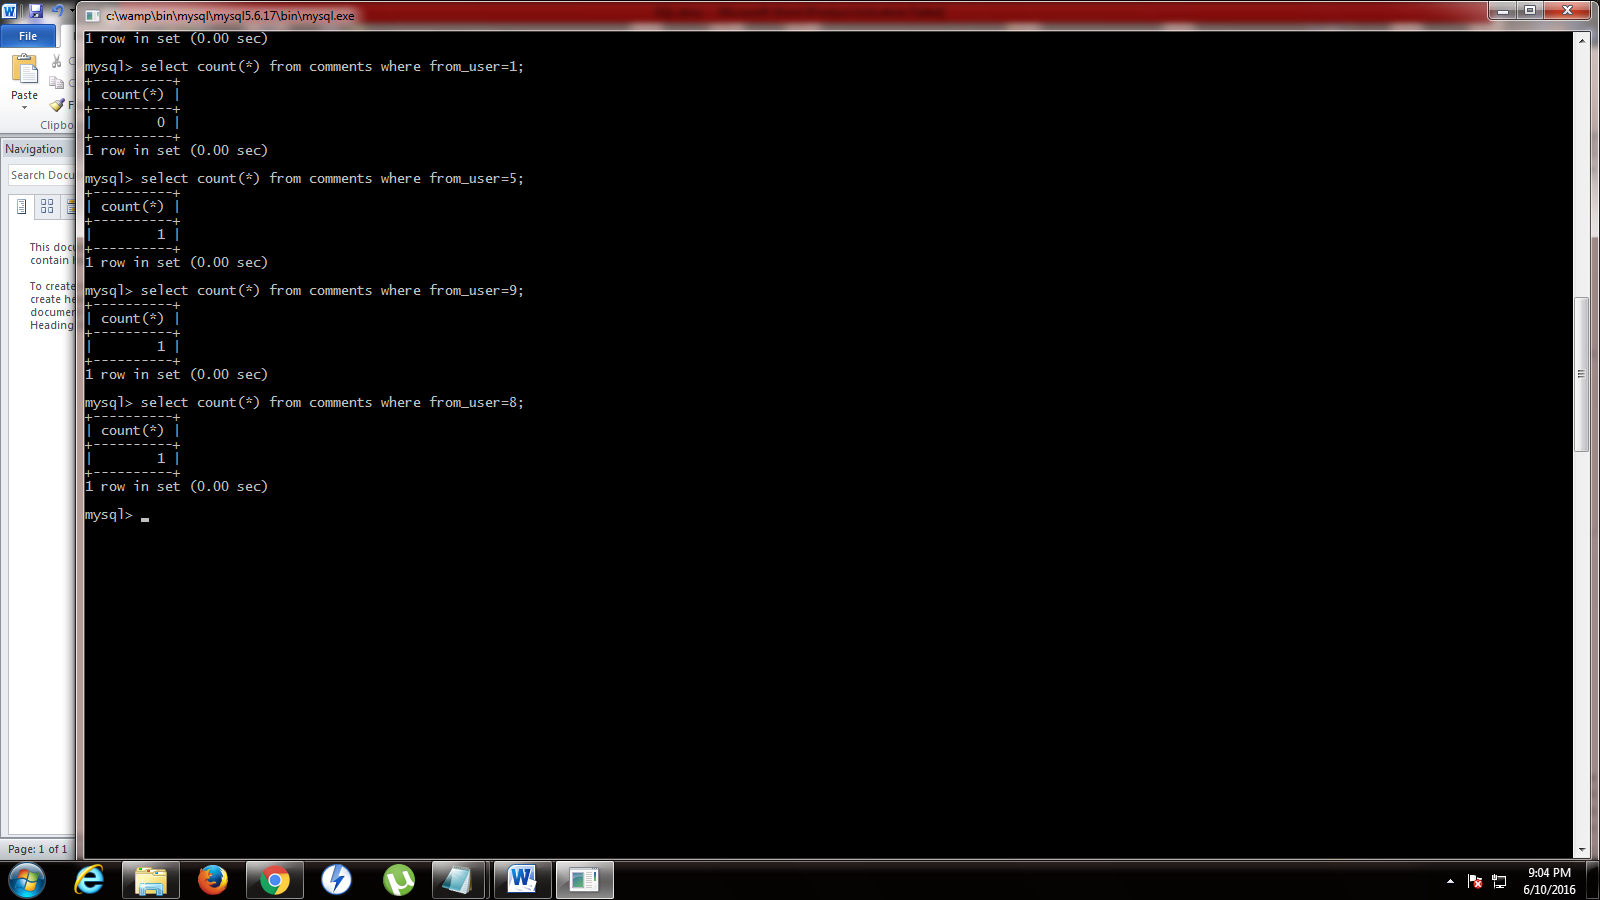 c:\wamp\bin\mysql\mysql5.6.17\bin\mysql.exe
File
Paste
Clipbo
Navigation
Search Docu
This docu
contain h
To create
create he
documen
Heading
Page: 1 of 1
1 row in set (0.00 sec)
mysql> select count(*) from comments where from_user=1;
+----------+
| count(*) |
+----------+
|        0 |
+----------+
1 row in set (0.00 sec)
mysql> select count(*) from comments where from_user=5;
+----------+
| count(*) |
+----------+
|        1 |
+----------+
1 row in set (0.00 sec)
mysql> select count(*) from comments where from_user=9;
+----------+
| count(*) |
+----------+
|        1 |
+----------+
1 row in set (0.00 sec)
mysql> select count(*) from comments where from_user=8;
+----------+
| count(*) |
+----------+
|        1 |
+----------+
1 row in set (0.00 sec)
mysql>
9:04 PM
6/10/2016